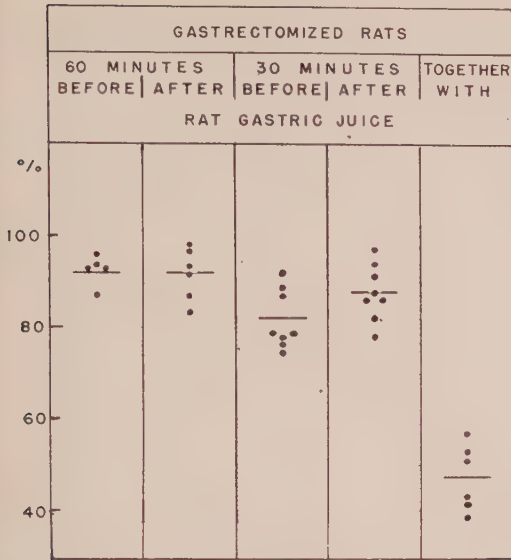 GASTRECTOMIZED RATS
60 MINUTES 30 MINUTES TOGETHER
BEFORE AFTER BEFORE AFTER WITH
RAT GASTRIC JUICE
%
100
80
60
40